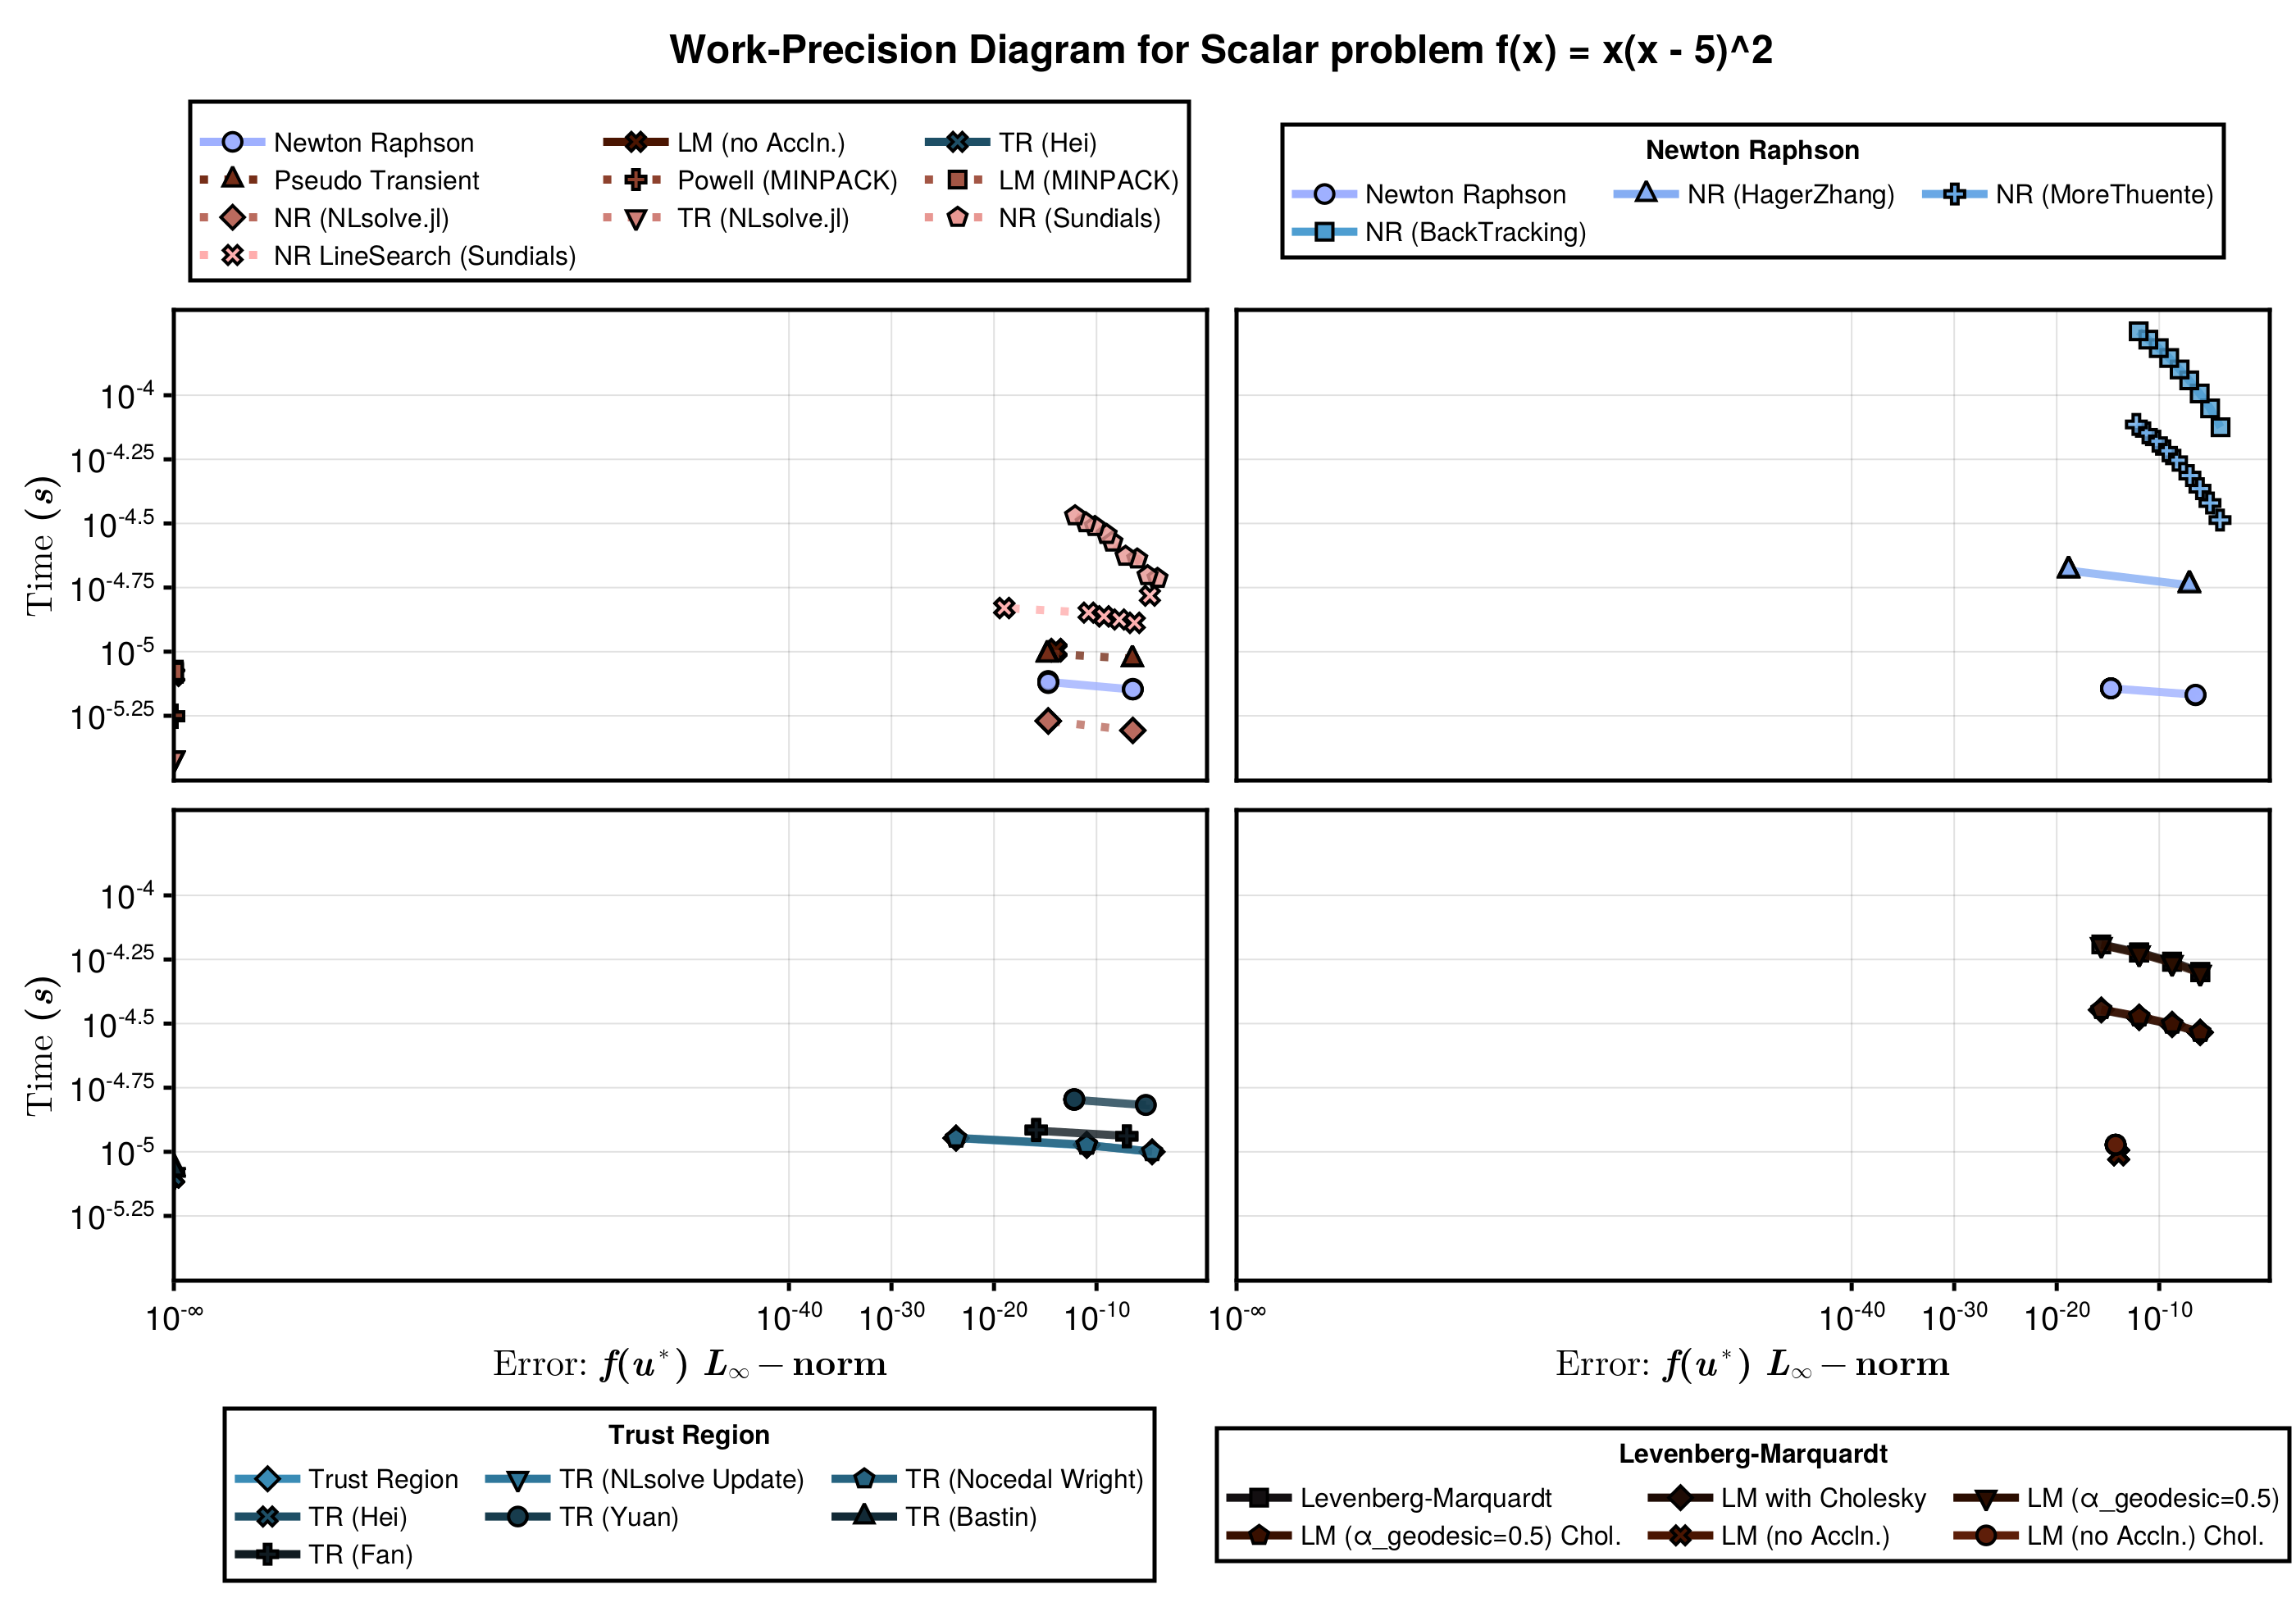 Work-Precision Diagram for Scalar problem f(x) = x(x - 5)^2
Newton Raphson LM (no Accln.) TR (Hei)
Pseudo Transient Powell (MINPACK) LM (MINPACK)
NR (NLsolve.jl) TR (NLsolve.jl) NR (Sundials)
NR LineSearch (Sundials)
Newton Raphson
Newton Raphson NR (HagerZhang) NR (MoreThuente)
NR (BackTracking)
Time (s)
10^-4
10^-4.25
10^-4.5
10^-4.75
10^-5
10^-5.25
Time (s)
10^-4
10^-4.25
10^-4.5
10^-4.75
10^-5
10^-5.25
10^-∞ 10^-40 10^-30 10^-20 10^-10
Error: f(u*) L∞ − norm
10^-∞ 10^-40 10^-30 10^-20 10^-10
Error: f(u*) L∞ − norm
Trust Region
Trust Region TR (NLsolve Update) TR (Nocedal Wright)
TR (Hei) TR (Yuan) TR (Bastin)
TR (Fan)
Levenberg-Marquardt
Levenberg-Marquardt LM with Cholesky LM (α_geodesic=0.5)
LM (α_geodesic=0.5) Chol. LM (no Accln.) LM (no Accln.) Chol.